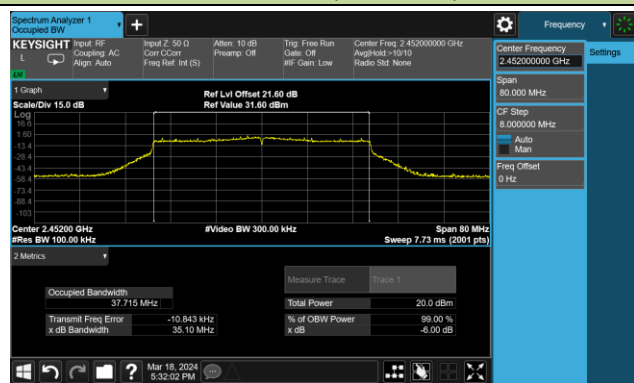 Spectrum Analyzer 1
Occupied BW
+
Frequency
KEYSIGHT
L
Input: RF
Coupling: AC
Align: Auto
Input Z: 50 Ω
Corr CCorr
Freq Ref: Int (S)
Atten: 10 dB
Preamp: Off
Trig: Free Run
Gate: Off
#IF Gain: Low
Center Freq: 2.452000000 GHz
Avg|Hold:>10/10
Radio Std: None
Center Frequency
2.452000000 GHz
Settings
Span
80.000 MHz
CF Step
8.000000 MHz
Auto
Man
Freq Offset
0 Hz
1 Graph
Scale/Div 15.0 dB
Ref Lvl Offset 21.60 dB
Ref Value 31.60 dBm
Log
16.6
1.60
-13.4
-28.4
-43.4
-58.4
-73.4
-88.4
-103
Center 2.45200 GHz
#Res BW 100.00 kHz
#Video BW 300.00 kHz
Span 80 MHz
Sweep 7.73 ms (2001 pts)
2 Metrics
Measure Trace
Trace 1
Occupied Bandwidth
37.715 MHz
Total Power
20.0 dBm
Transmit Freq Error
-10.843 kHz
% of OBW Power
99.00 %
x dB Bandwidth
35.10 MHz
x dB
-6.00 dB
?
Mar 18, 2024
5:32:02 PM